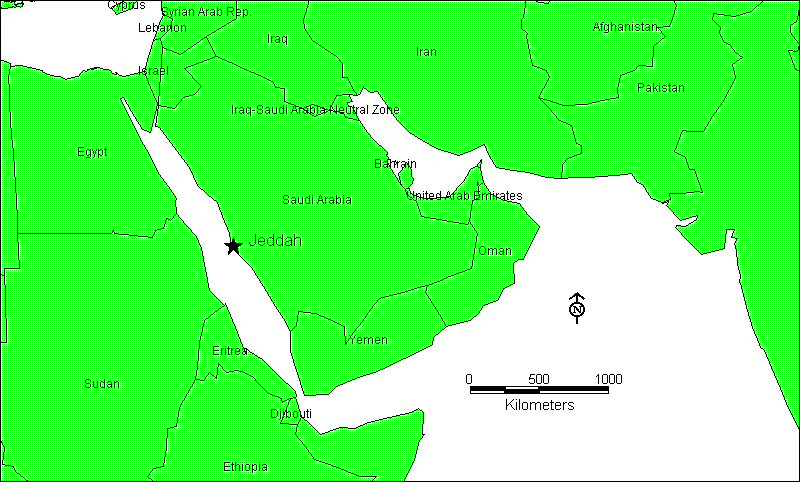 Cyprus
Syrian Arab Rep.
Lebanon
Iraq
Iran
Afghanistan
Israel
Pakistan
Iraq-Saudi Arabia Neutral Zone
Egypt
Bahrain
Saudi Arabia
United Arab Emirates
Jeddah
Oman
N
Yemen
Eritrea
Sudan
0 500 1000
Kilometers
Djibouti
Ethiopia